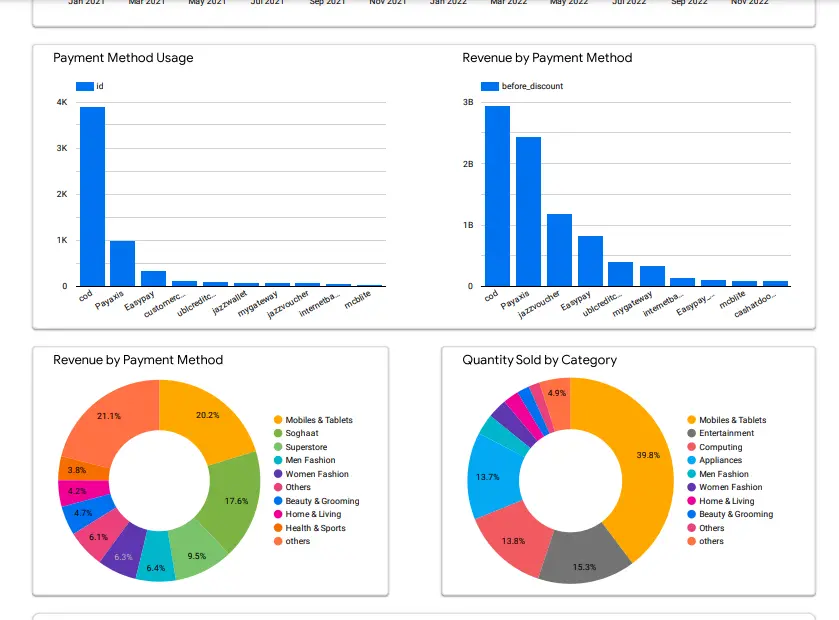 Jan 2021 Mar 2021 May 2021 Jul 2021 Sep 2021 Nov 2021 Jan 2022 Mar 2022 May 2022 Jul 2022 Sep 2022 Nov 2022
Payment Method Usage
id
4K
3K
2K
1K
0
cod Payaxis Easypay customerc... ublcreditc... jazzwallet mygateway jazzvoucher internetba... mcblite
Revenue by Payment Method
before_discount
3B
2B
1B
0
cod Payaxis jazzvoucher Easypay ublcreditc... mygateway internetba... Easypay_... mcblite cashatdoo...
Revenue by Payment Method
20.2%
17.6%
9.5%
6.4%
6.3%
6.1%
4.7%
4.2%
3.8%
21.1%
Mobiles & Tablets
Soghaat
Superstore
Men Fashion
Women Fashion
Others
Beauty & Grooming
Home & Living
Health & Sports
others
Quantity Sold by Category
39.8%
15.3%
13.8%
13.7%
4.9%
Mobiles & Tablets
Entertainment
Computing
Appliances
Men Fashion
Women Fashion
Home & Living
Beauty & Grooming
Others
others